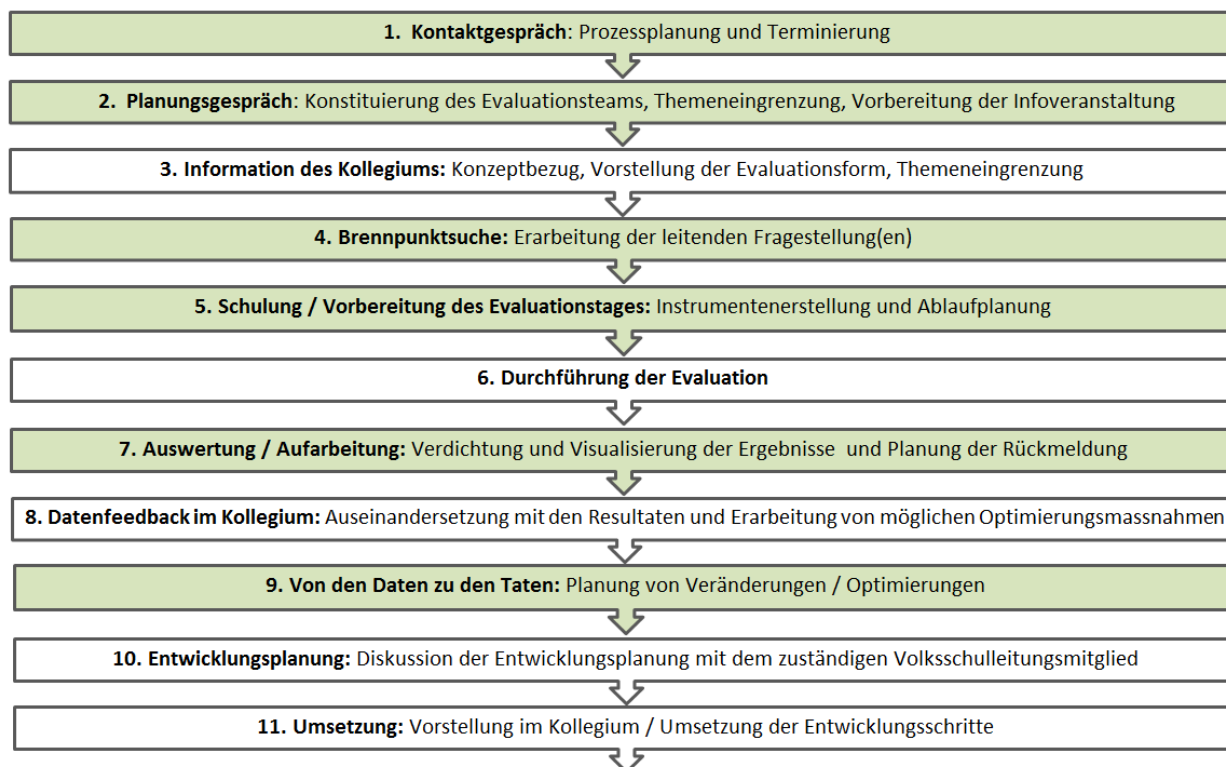 1. Kontaktgespräch: Prozessplanung und Terminierung
2. Planungsgespräch: Konstituierung des Evaluationsteams, Themeneingrenzung, Vorbereitung der Infoveranstaltung
3. Information des Kollegiums: Konzeptbezug, Vorstellung der Evaluationsform, Themeneingrenzung
4. Brennpunktsuche: Erarbeitung der leitenden Fragestellung(en)
5. Schulung / Vorbereitung des Evaluationstages: Instrumentenerstellung und Ablaufplanung
6. Durchführung der Evaluation
7. Auswertung / Aufarbeitung: Verdichtung und Visualisierung der Ergebnisse und Planung der Rückmeldung
8. Datenfeedback im Kollegium: Auseinandersetzung mit den Resultaten und Erarbeitung von möglichen Optimierungsmassnahmen
9. Von den Daten zu den Taten: Planung von Veränderungen / Optimierungen
10. Entwicklungsplanung: Diskussion der Entwicklungsplanung mit dem zuständigen Volksschulleitungsmitglied
11. Umsetzung: Vorstellung im Kollegium / Umsetzung der Entwicklungsschritte